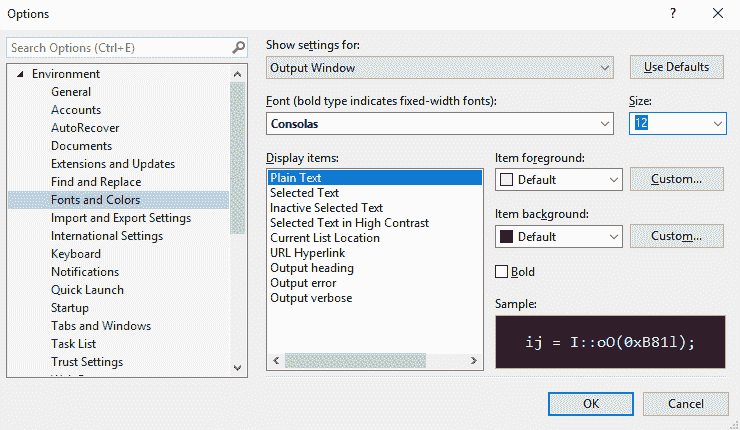 Options
?
Search Options (Ctrl+E)
Environment
General
Accounts
AutoRecover
Documents
Extensions and Updates
Find and Replace
Fonts and Colors
Import and Export Settings
International Settings
Keyboard
Notifications
Quick Launch
Startup
Tabs and Windows
Task List
Trust Settings
Show settings for:
Output Window
Use Defaults
Font (bold type indicates fixed-width fonts):
Size:
Consolas
12
Display items:
Plain Text
Selected Text
Inactive Selected Text
Selected Text in High Contrast
Current List Location
URL Hyperlink
Output heading
Output error
Output verbose
Item foreground:
Default
Custom...
Item background:
Default
Custom...
Bold
Sample:
ij = I::oO(0xB81l);
OK
Cancel